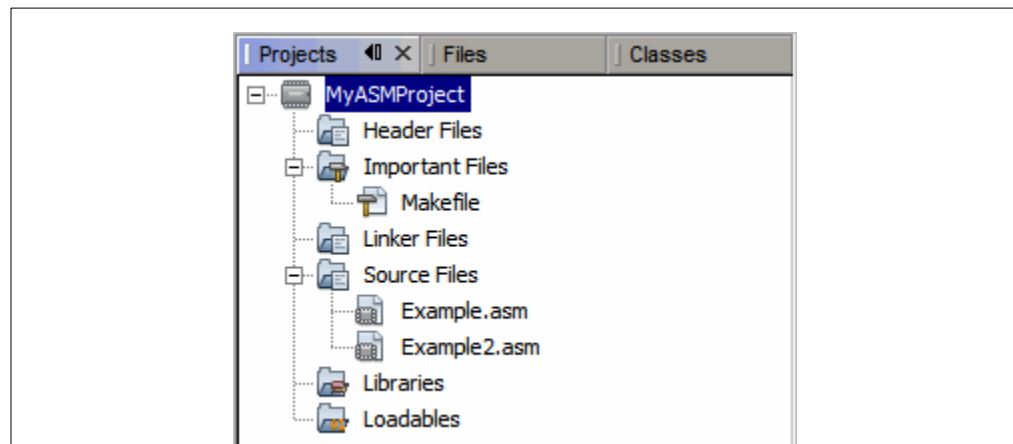 Projects Files Classes
MyASMProject
Header Files
Important Files
Makefile
Linker Files
Source Files
Example.asm
Example2.asm
Libraries
Loadables